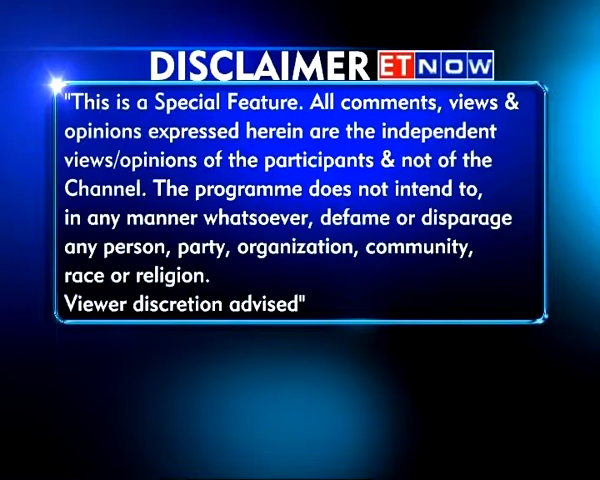 DISCLAIMER ET NOW
"This is a Special Feature. All comments, views &
opinions expressed herein are the independent
views/opinions of the participants & not of the
Channel. The programme does not intend to,
in any manner whatsoever, defame or disparage
any person, party, organization, community,
race or religion.
Viewer discretion advised"